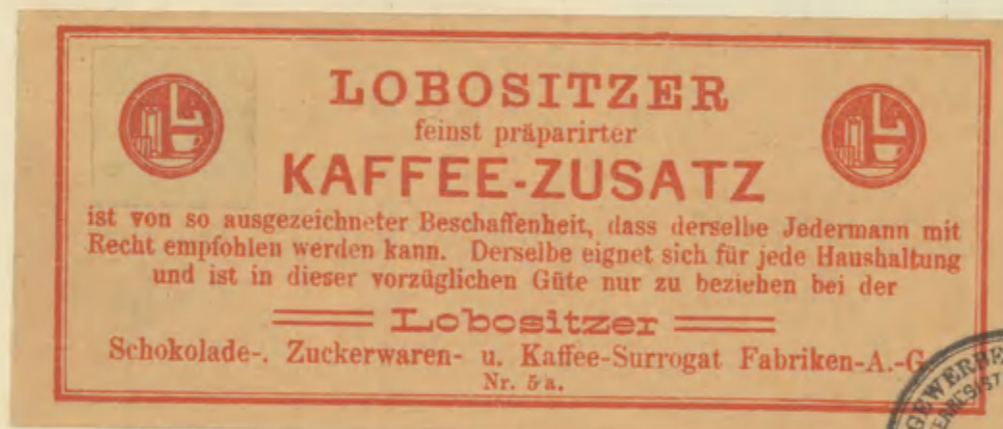 LOBOSITZER
feinst präparirter
KAFFEE-ZUSATZ
ist von so ausgezeichneter Beschaffenheit, dass derselbe Jedermann mit
Recht empfohlen werden kann. Derselbe eignet sich für jede Haushaltung
und ist in dieser vorzüglichen Güte nur zu beziehen bei der
Lobositzer
Schokolade-. Zuckerwaren- u. Kaffee-Surrogat Fabriken-A.-G.
Nr. 5/a.